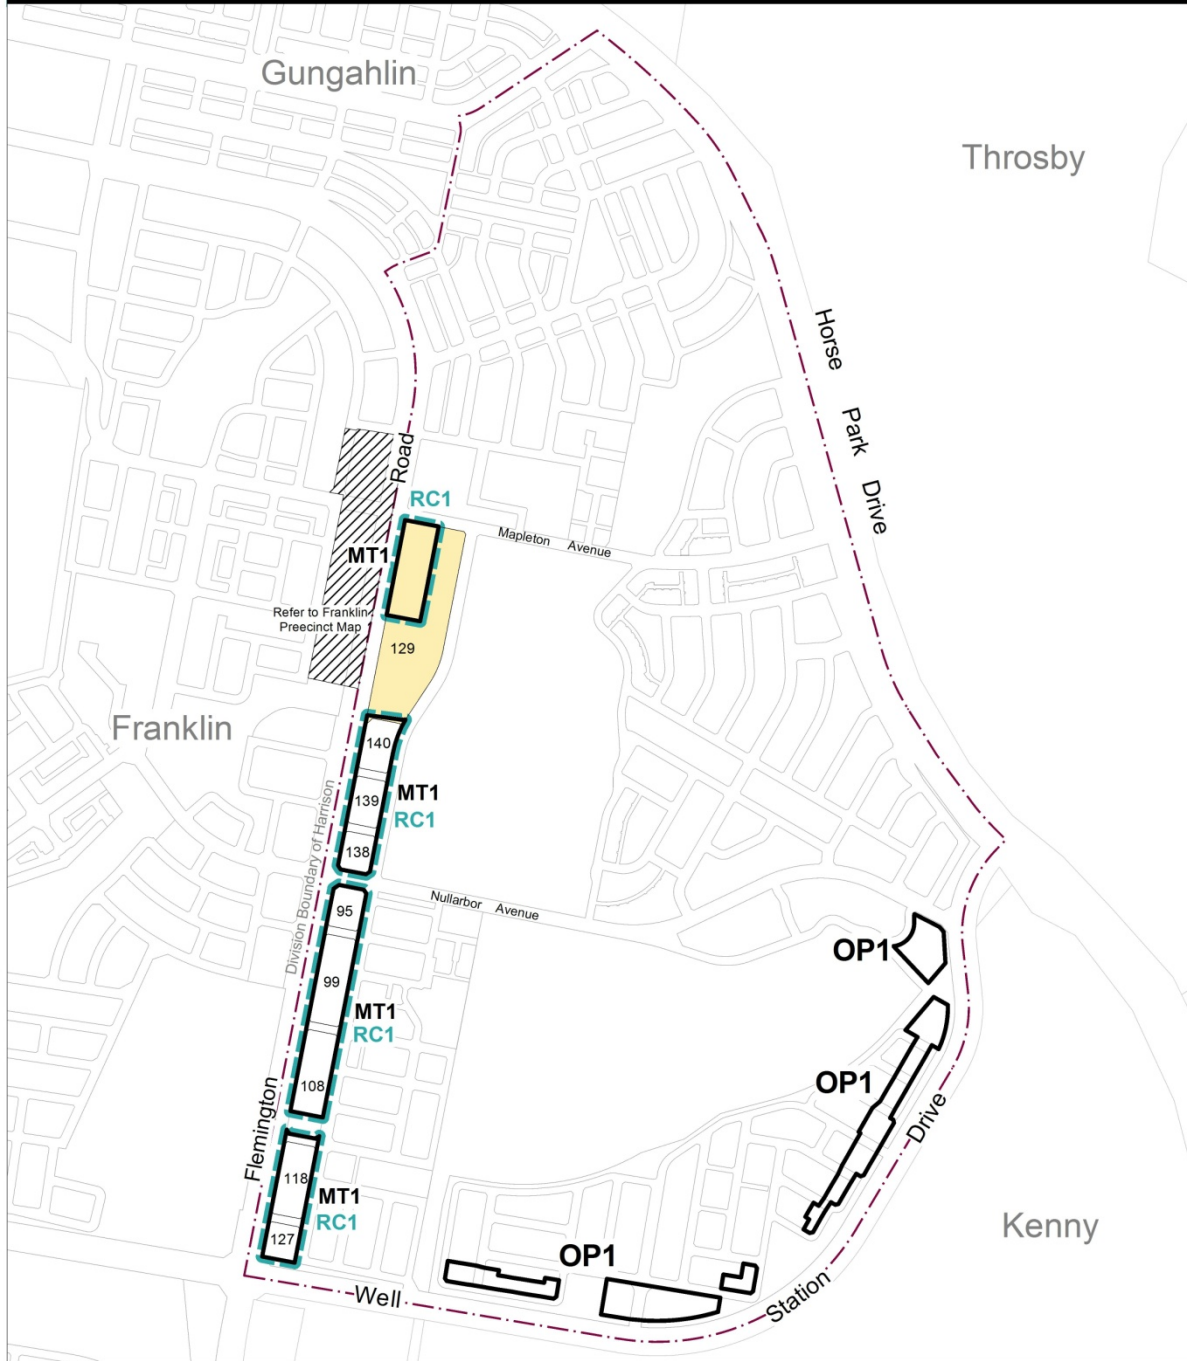 Gungahlin
Throsby
Horse
Park
Drive
Road
RC1
Mapleton Avenue
MT1
Refer to Franklin
Preecinct Map
129
Franklin
140
MT1
139
RC1
138
Division Boundary of Harrison
Nullarbor Avenue
95
OP1
99
MT1
RC1
108
OP1
Flemington
Drive
118
MT1
RC1
127
Kenny
OP1
Well
Station